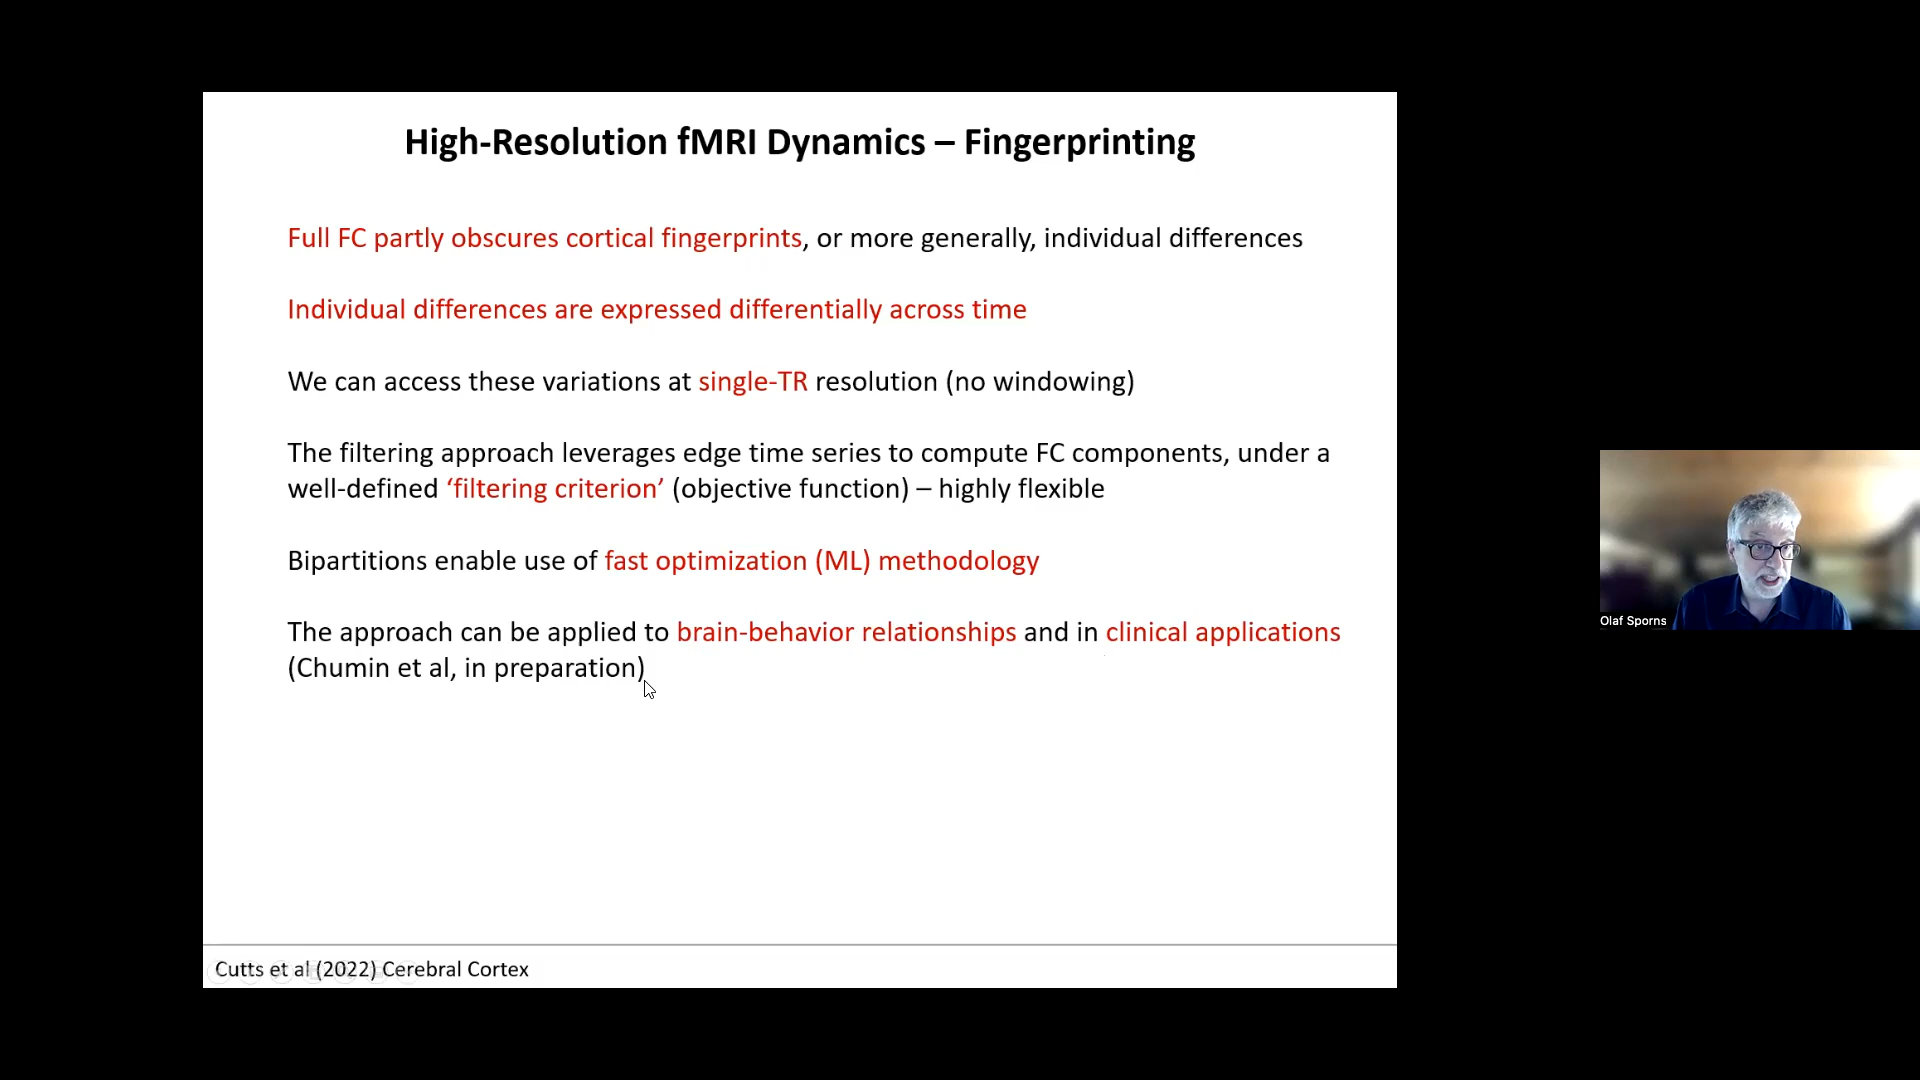 High-Resolution fMRI Dynamics – Fingerprinting
Full FC partly obscures cortical fingerprints, or more generally, individual differences
Individual differences are expressed differentially across time
We can access these variations at single-TR resolution (no windowing)
The filtering approach leverages edge time series to compute FC components, under a
well-defined ‘filtering criterion’ (objective function) – highly flexible
Bipartitions enable use of fast optimization (ML) methodology
The approach can be applied to brain-behavior relationships and in clinical applications
(Chumin et al, in preparation)
Olaf Sporns
Cutts et al (2022) Cerebral Cortex